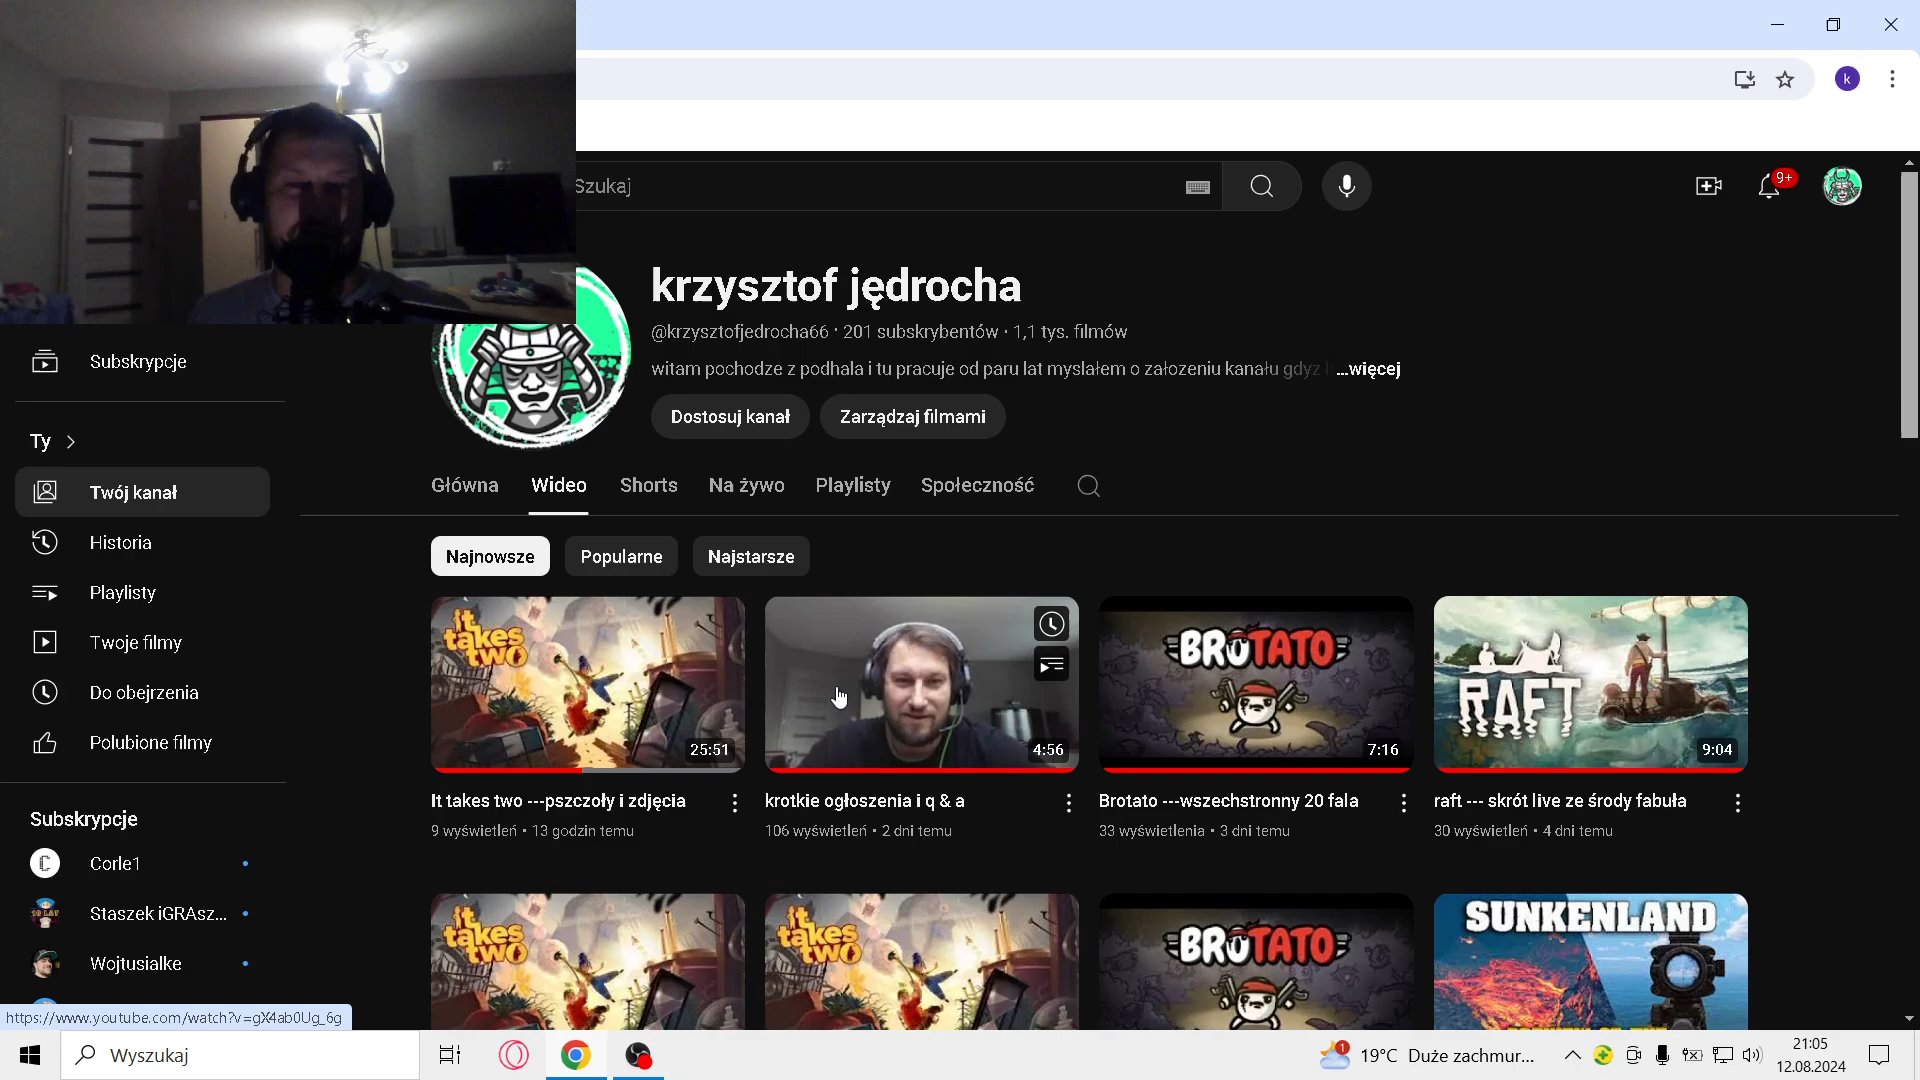 k
Szukaj
9+
krzysztof jędrocha
@krzysztofjedrocha66 · 201 subskrybentów · 1,1 tys. filmów
witam pochodze z podhala i tu pracuje od paru lat myslałem o załozeniu kanału gdyz ...więcej
Dostosuj kanał
Zarządzaj filmami
Subskrypcje
Ty
Twój kanał
Historia
Playlisty
Twoje filmy
Do obejrzenia
Polubione filmy
Subskrypcje
Corle1
Staszek iGRAsz...
Wojtusialke
Główna Wideo Shorts Na żywo Playlisty Społeczność
Najnowsze Popularne Najstarsze
it takes two
25:51
4:56
BROTATO
7:16
RAFT
9:04
It takes two ---pszczoły i zdjęcia
9 wyświetleń • 13 godzin temu
krotkie ogłoszenia i q & a
106 wyświetleń • 2 dni temu
Brotato ---wszechstronny 20 fala
33 wyświetlenia • 3 dni temu
raft --- skrót live ze środy fabuła
30 wyświetleń • 4 dni temu
it takes two
it takes two
BROTATO
SUNKENLAND
https://www.youtube.com/watch?v=gX4ab0Ug_6g
Wyszukaj
1
19°C Duże zachmur...
21:05
12.08.2024